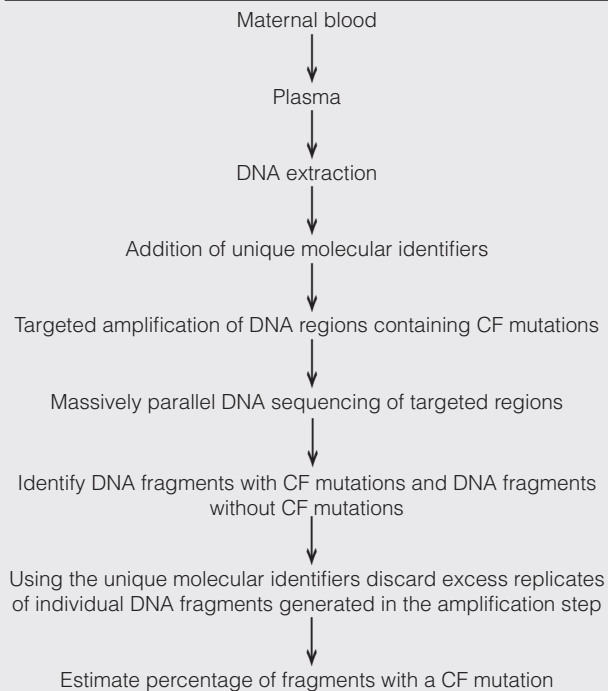 Maternal blood
Plasma
DNA extraction
Addition of unique molecular identifiers
Targeted amplification of DNA regions containing CF mutations
Massively parallel DNA sequencing of targeted regions
Identify DNA fragments with CF mutations and DNA fragments
without CF mutations
Using the unique molecular identifiers discard excess replicates
of individual DNA fragments generated in the amplification step
Estimate percentage of fragments with a CF mutation